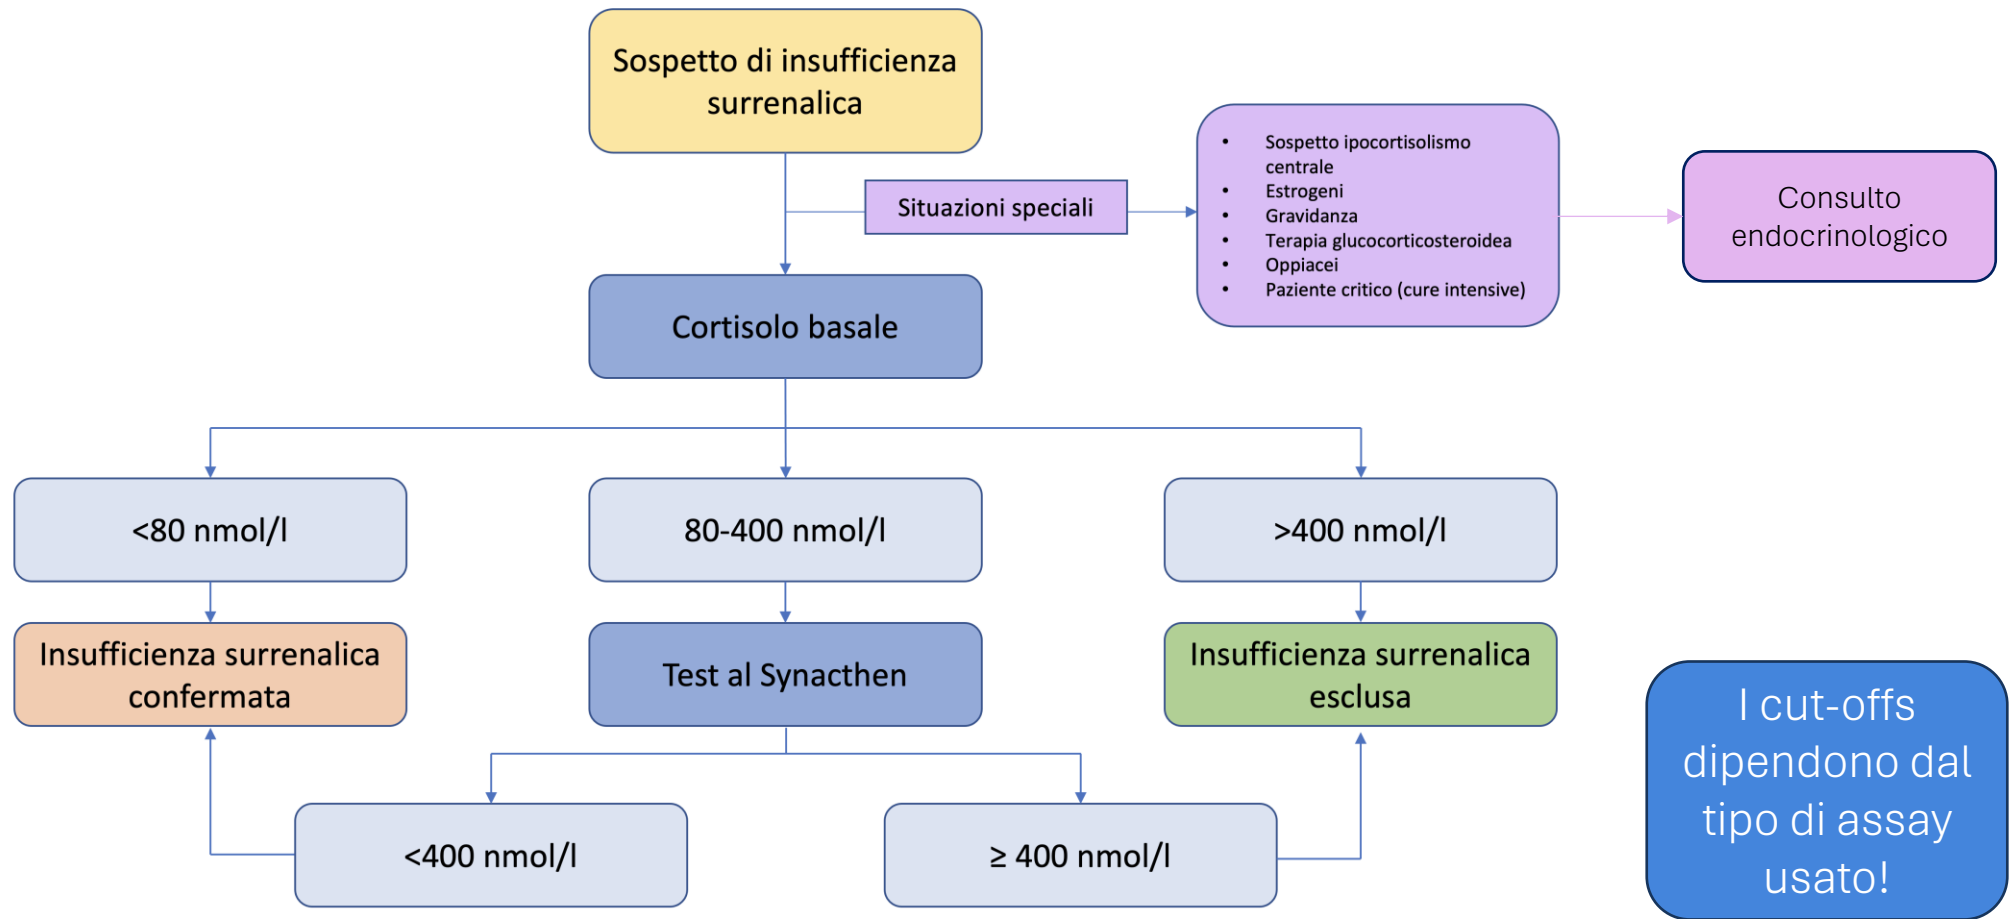 Sospetto di insufficienza
surrenalica
Situazioni speciali
• Sospetto ipocortisolismo
centrale
• Estrogeni
• Gravidanza
• Terapia glucocorticosteroidea
• Oppiacei
• Paziente critico (cure intensive)
Consulto
endocrinologico
Cortisolo basale
<80 nmol/l
80-400 nmol/l
>400 nmol/l
Insufficienza surrenalica
confermata
Test al Synacthen
Insufficienza surrenalica
esclusa
<400 nmol/l
≥ 400 nmol/l
I cut-offs
dipendono dal
tipo di assay
usato!